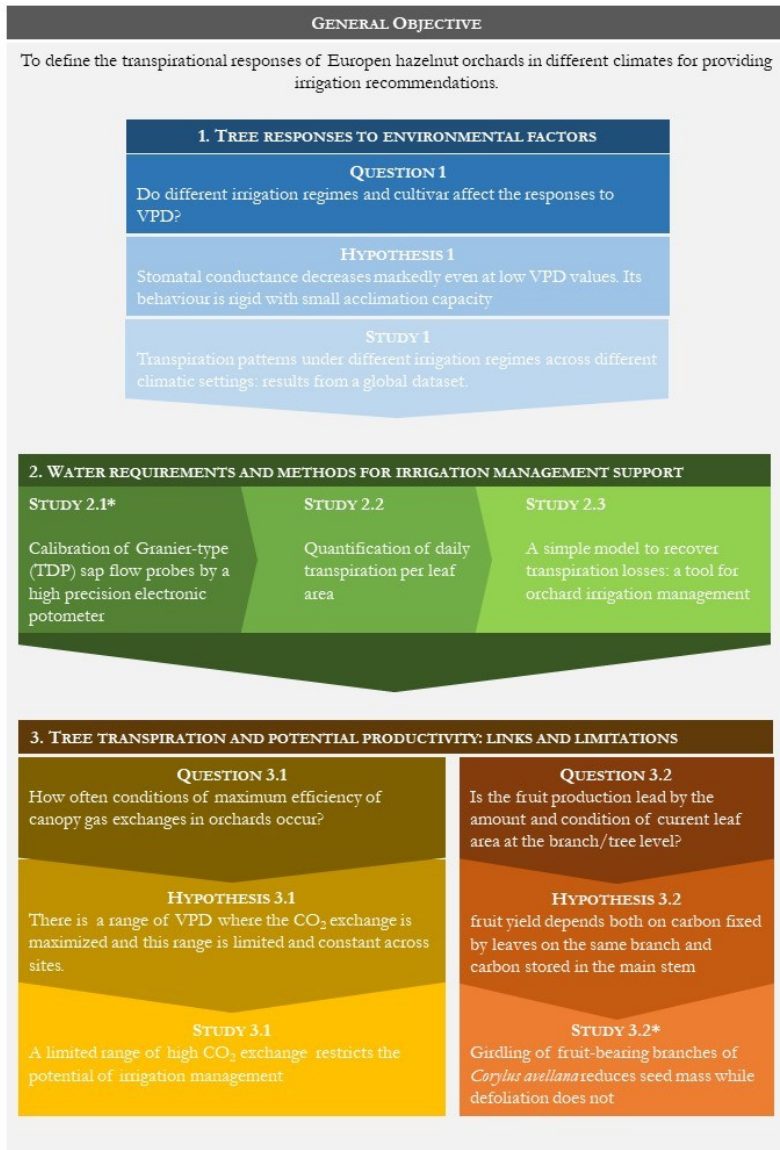 GENERAL OBJECTIVE
To define the transpirational responses of Europen hazelnut orchards in different climates for providing
irrigation recommendations.
1. TREE RESPONSES TO ENVIRONMENTAL FACTORS
QUESTION 1
Do different irrigation regimes and cultivar affect the responses to
VPD?
HYPOTHESIS 1
Stomatal conductance decreases markedly even at low VPD values. Its
behaviour is rigid with small acclimation capacity
STUDY 1
Transpiration patterns under different irrigation regimes across different
climatic settings: results from a global dataset.
2. WATER REQUIREMENTS AND METHODS FOR IRRIGATION MANAGEMENT SUPPORT
STUDY 2.1*
Calibration of Granier-type
(TDP) sap flow probes by a
high precision electronic
potometer
STUDY 2.2
Quantification of daily
transpiration per leaf
area
STUDY 2.3
A simple model to recover
transpiration losses: a tool for
orchard irrigation management
3. TREE TRANSPIRATION AND POTENTIAL PRODUCTIVITY: LINKS AND LIMITATIONS
QUESTION 3.1
How often conditions of maximum efficiency of
canopy gas exchanges in orchards occur?
HYPOTHESIS 3.1
There is a range of VPD where the CO₂ exchange is
maximized and this range is limited and constant across
sites.
STUDY 3.1
A limited range of high CO₂ exchange restricts the
potential of irrigation management
QUESTION 3.2
Is the fruit production lead by the
amount and condition of current leaf
area at the branch/tree level?
HYPOTHESIS 3.2
fruit yield depends both on carbon fixed
by leaves on the same branch and
carbon stored in the main stem
STUDY 3.2*
Girdling of fruit-bearing branches of
Corylus avellana reduces seed mass while
defoliation does not